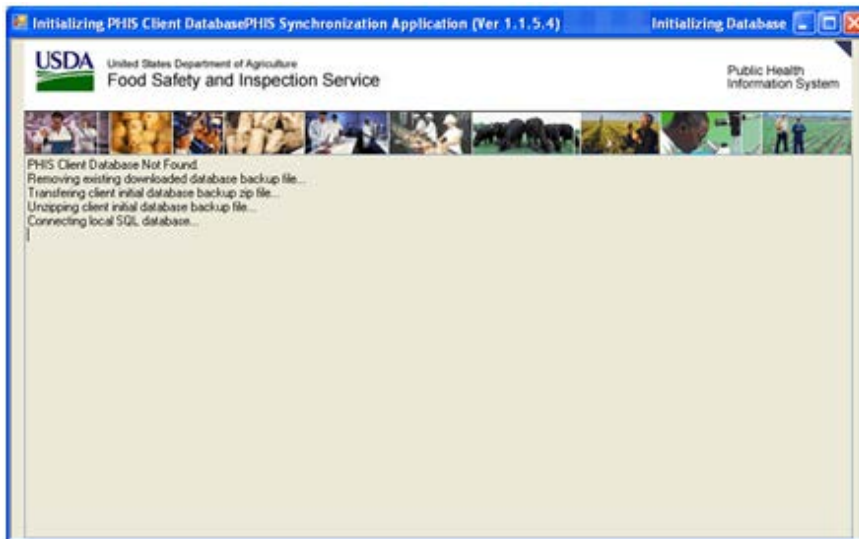 Initializing PHIS Client DatabasePHIS Synchronization Application (Ver 1.1.5.4) Initializing Database
USDA United States Department of Agriculture
Food Safety and Inspection Service
Public Health
Information System
PHIS Client Database Not Found.
Removing existing downloaded database backup file...
Transfering client initial database backup zip file...
Unzipping client initial database backup file...
Connecting local SQL database...